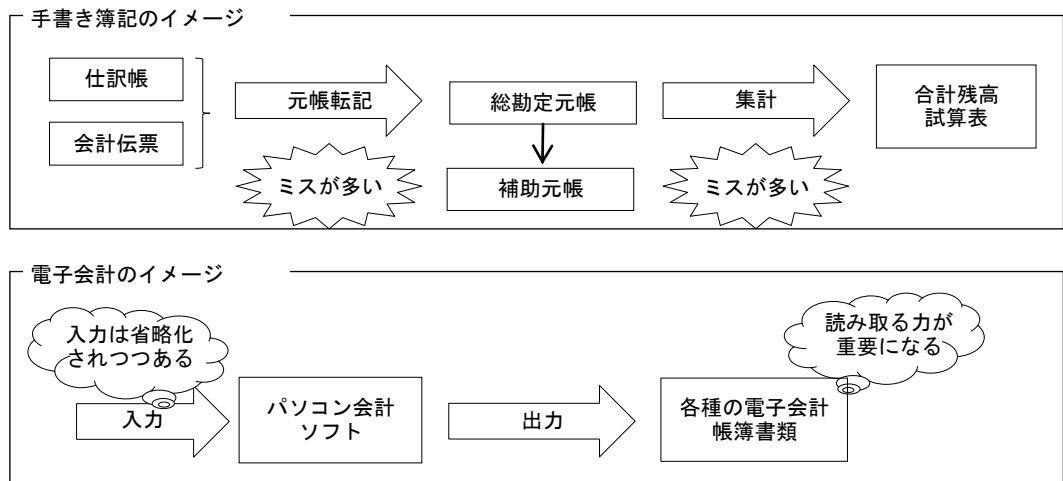 手書き簿記のイメージ
仕訳帳
会計伝票
元帳転記
ミスが多い
総勘定元帳
補助元帳
集計
ミスが多い
合計残高
試算表
電子会計のイメージ
入力は省略化
されつつある
入力
パソコン会計
ソフト
出力
読み取る力が
重要になる
各種の電子会計
帳簿書類